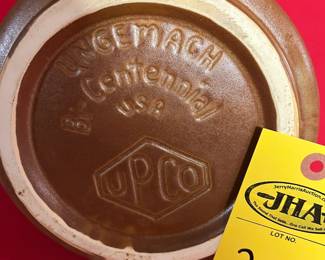 UNGEMACH
Bi-Centennial
USA
UPCO
JerryHarrisAuction.com
JHA
LOT NO.
2